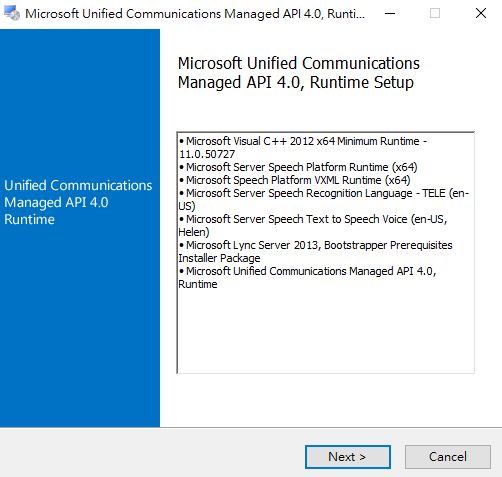 Microsoft Unified Communications Managed API 4.0, Runti...
Microsoft Unified Communications
Managed API 4.0, Runtime Setup
• Microsoft Visual C++ 2012 x64 Minimum Runtime -
11.0.50727
• Microsoft Server Speech Platform Runtime (x64)
• Microsoft Speech Platform VXML Runtime (x64)
• Microsoft Server Speech Recognition Language - TELE (en-
US)
• Microsoft Server Speech Text to Speech Voice (en-US,
Helen)
• Microsoft Lync Server 2013, Bootstrapper Prerequisites
Installer Package
• Microsoft Unified Communications Managed API 4.0,
Runtime
Unified Communications
Managed API 4.0
Runtime
Next >
Cancel